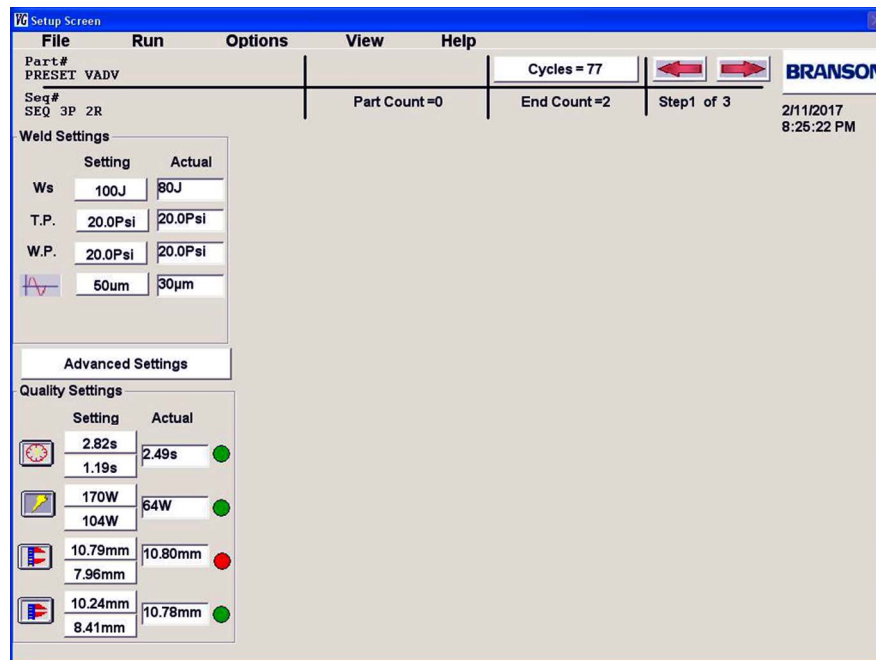 VG Setup Screen
File Run Options View Help
Part#
PRESET VADV
Cycles = 77
BRANSON
Seq#
SEQ 3P 2R
Part Count =0
End Count =2
Step1 of 3
2/11/2017
8:25:22 PM
Weld Settings
Setting Actual
Ws 100J 80J
T.P. 20.0Psi 20.0Psi
W.P. 20.0Psi 20.0Psi
50um 30µm
Advanced Settings
Quality Settings
Setting Actual
2.82s
2.49s
1.19s
170W
64W
104W
10.79mm
10.80mm
7.96mm
10.24mm
10.78mm
8.41mm